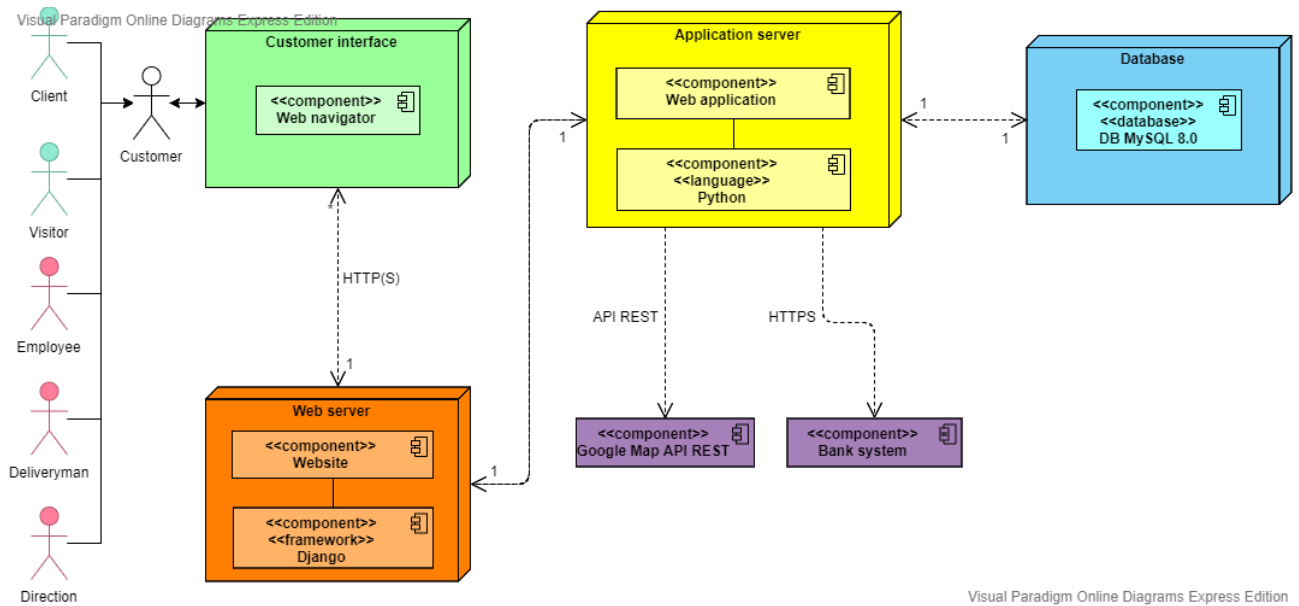 Visual Paradigm Online Diagrams Express Edition
Client
Visitor
Employee
Deliveryman
Direction
Customer
Customer interface
<<component>>
Web navigator
*
HTTP(S)
1
Web server
<<component>>
Website
<<component>>
<<framework>>
Django
1
1
Application server
<<component>>
Web application
<<component>>
<<language>>
Python
API REST
HTTPS
<<component>>
Google Map API REST
<<component>>
Bank system
1
1
Database
<<component>>
<<database>>
DB MySQL 8.0
Visual Paradigm Online Diagrams Express Edition